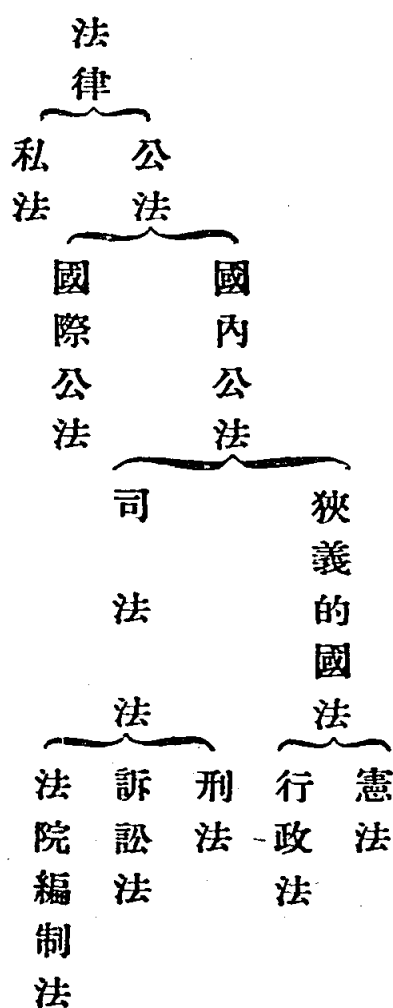 法律
公法
私法
國內公法
國際公法
狹義的國法
司法法
憲法
行政法
刑法
訴訟法
法院編制法